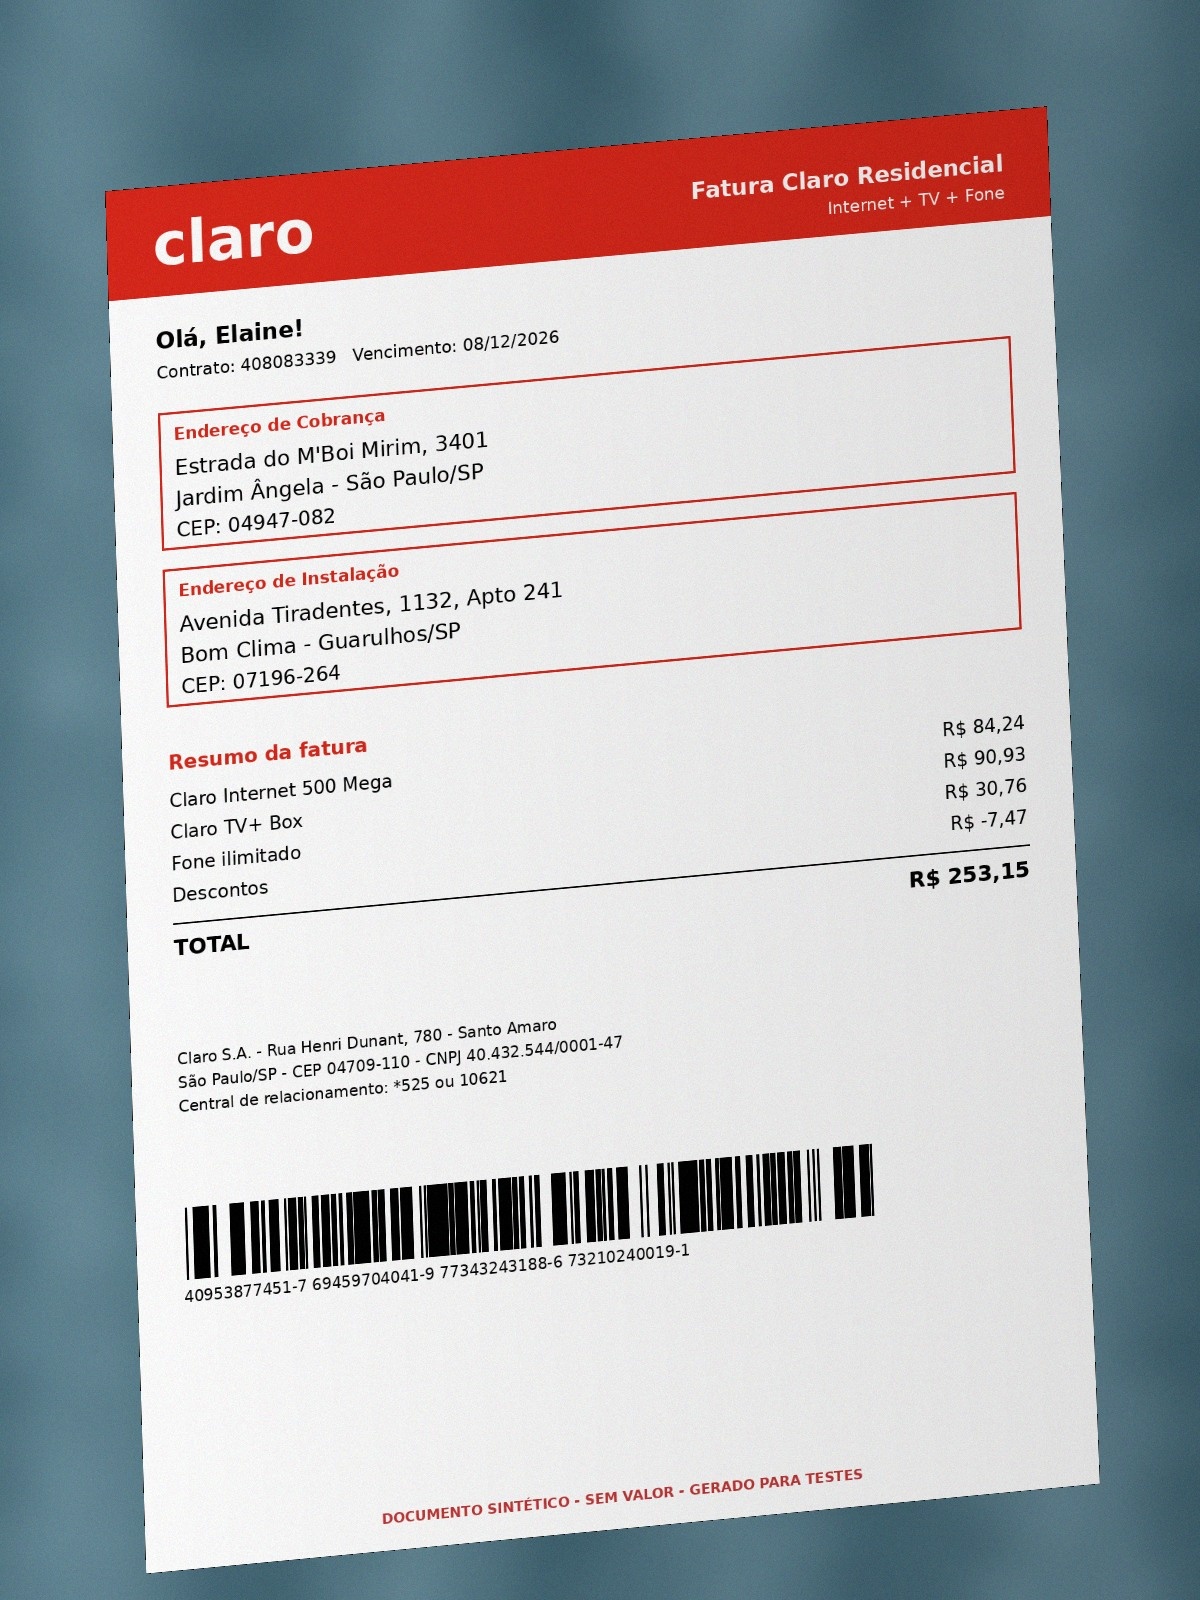 claro
Fatura Claro Residencial
Internet + TV + Fone
Olá, Elaine!
Contrato: 408083339 Vencimento: 08/12/2026
Endereço de Cobrança
Estrada do M'Boi Mirim, 3401
Jardim Ângela - São Paulo/SP
CEP: 04947-082
Endereço de Instalação
Avenida Tiradentes, 1132, Apto 241
Bom Clima - Guarulhos/SP
CEP: 07196-264
Resumo da fatura
Claro Internet 500 Mega R$ 84,24
Claro TV+ Box R$ 90,93
Fone ilimitado R$ 30,76
Descontos R$ -7,47
TOTAL R$ 253,15
Claro S.A. - Rua Henri Dunant, 780 - Santo Amaro
São Paulo/SP - CEP 04709-110 - CNPJ 40.432.544/0001-47
Central de relacionamento: *525 ou 10621
40953877451-7 69459704041-9 77343243188-6 73210240019-1
DOCUMENTO SINTÉTICO - SEM VALOR - GERADO PARA TESTES